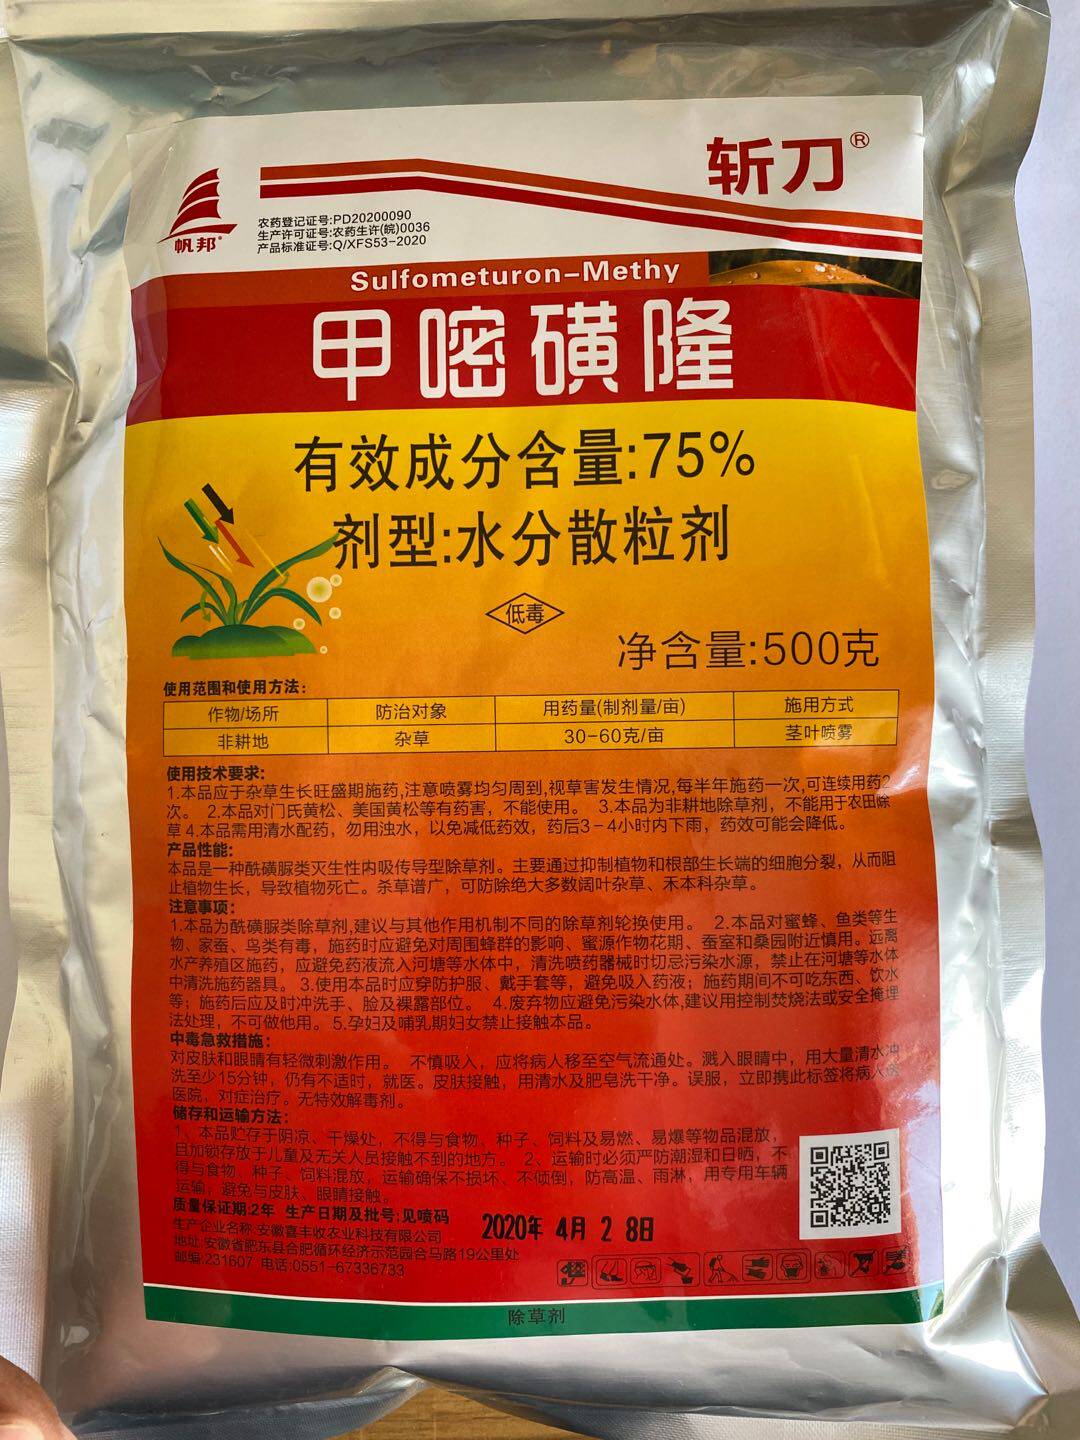 斩刀®
帆邦®
农药登记证号:PD20200090
生产许可证号:农药生许(皖)0036
产品标准证号:Q/XFS53-2020
Sulfometuron-Methy
甲嘧磺隆
有效成分含量:75%
剂型:水分散粒剂
低毒
净含量:500克
使用范围和使用方法:
作物/场所 防治对象 用药量(制剂量/亩) 施用方式
非耕地 杂草 30-60克/亩 茎叶喷雾
使用技术要求:
1.本品应于杂草生长旺盛期施药,注意喷雾均匀周到,视草害发生情况,每半年施药一次,可连续用药2
次。 2.本品对门氏黄松、美国黄松等有药害，不能使用。 3.本品为非耕地除草剂，不能用于农田除
草 4.本品需用清水配药，勿用浊水，以免减低药效，药后3-4小时内下雨，药效可能会降低。
产品性能:
本品是一种酰磺脲类灭生性内吸传导型除草剂。主要通过抑制植物和根部生长端的细胞分裂，从而阻
止植物生长，导致植物死亡。杀草谱广，可防除绝大多数阔叶杂草、禾本科杂草。
注意事项:
1.本品为酰磺脲类除草剂,建议与其他作用机制不同的除草剂轮换使用。 2.本品对蜜蜂、鱼类等生
物、家蚕、鸟类有毒，施药时应避免对周围蜂群的影响、蜜源作物花期、蚕室和桑园附近慎用。远离
水产养殖区施药，应避免药液流入河塘等水体中，清洗喷药器械时切忌污染水源，禁止在河塘等水体
中清洗施药器具。 3.使用本品时应穿防护服、戴手套等，避免吸入药液；施药期间不可吃东西、饮水
等；施药后应及时冲洗手、脸及裸露部位。 4.废弃物应避免污染水体,建议用控制焚烧法或安全掩埋
法处理，不可做他用。 5.孕妇及哺乳期妇女禁止接触本品。
中毒急救措施:
对皮肤和眼睛有轻微刺激作用。 不慎吸入，应将病人移至空气流通处。溅入眼睛中，用大量清水冲
洗至少15分钟，仍有不适时，就医。皮肤接触，用清水及肥皂洗干净。误服，立即携此标签将病人送
医院，对症治疗。无特效解毒剂。
储存和运输方法:
1、本品贮存于阴凉、干燥处，不得与食物、种子、饲料及易燃、易爆等物品混放，
且加锁存放于儿童及无关人员接触不到的地方。 2、运输时必须严防潮湿和日晒，不
得与食物、种子、饲料混放，运输确保不损坏、不倾倒，防高温、雨淋，用专用车辆
运输，避免与皮肤、眼睛接触。
质量保证期:2年 生产日期及批号:见喷码
2020年 4月 2 8日
生产企业名称:安徽喜丰收农业科技有限公司
地址:安徽省肥东县合肥循环经济示范园合马路19公里处
邮编:231607 电话:0551-67336733
除草剂